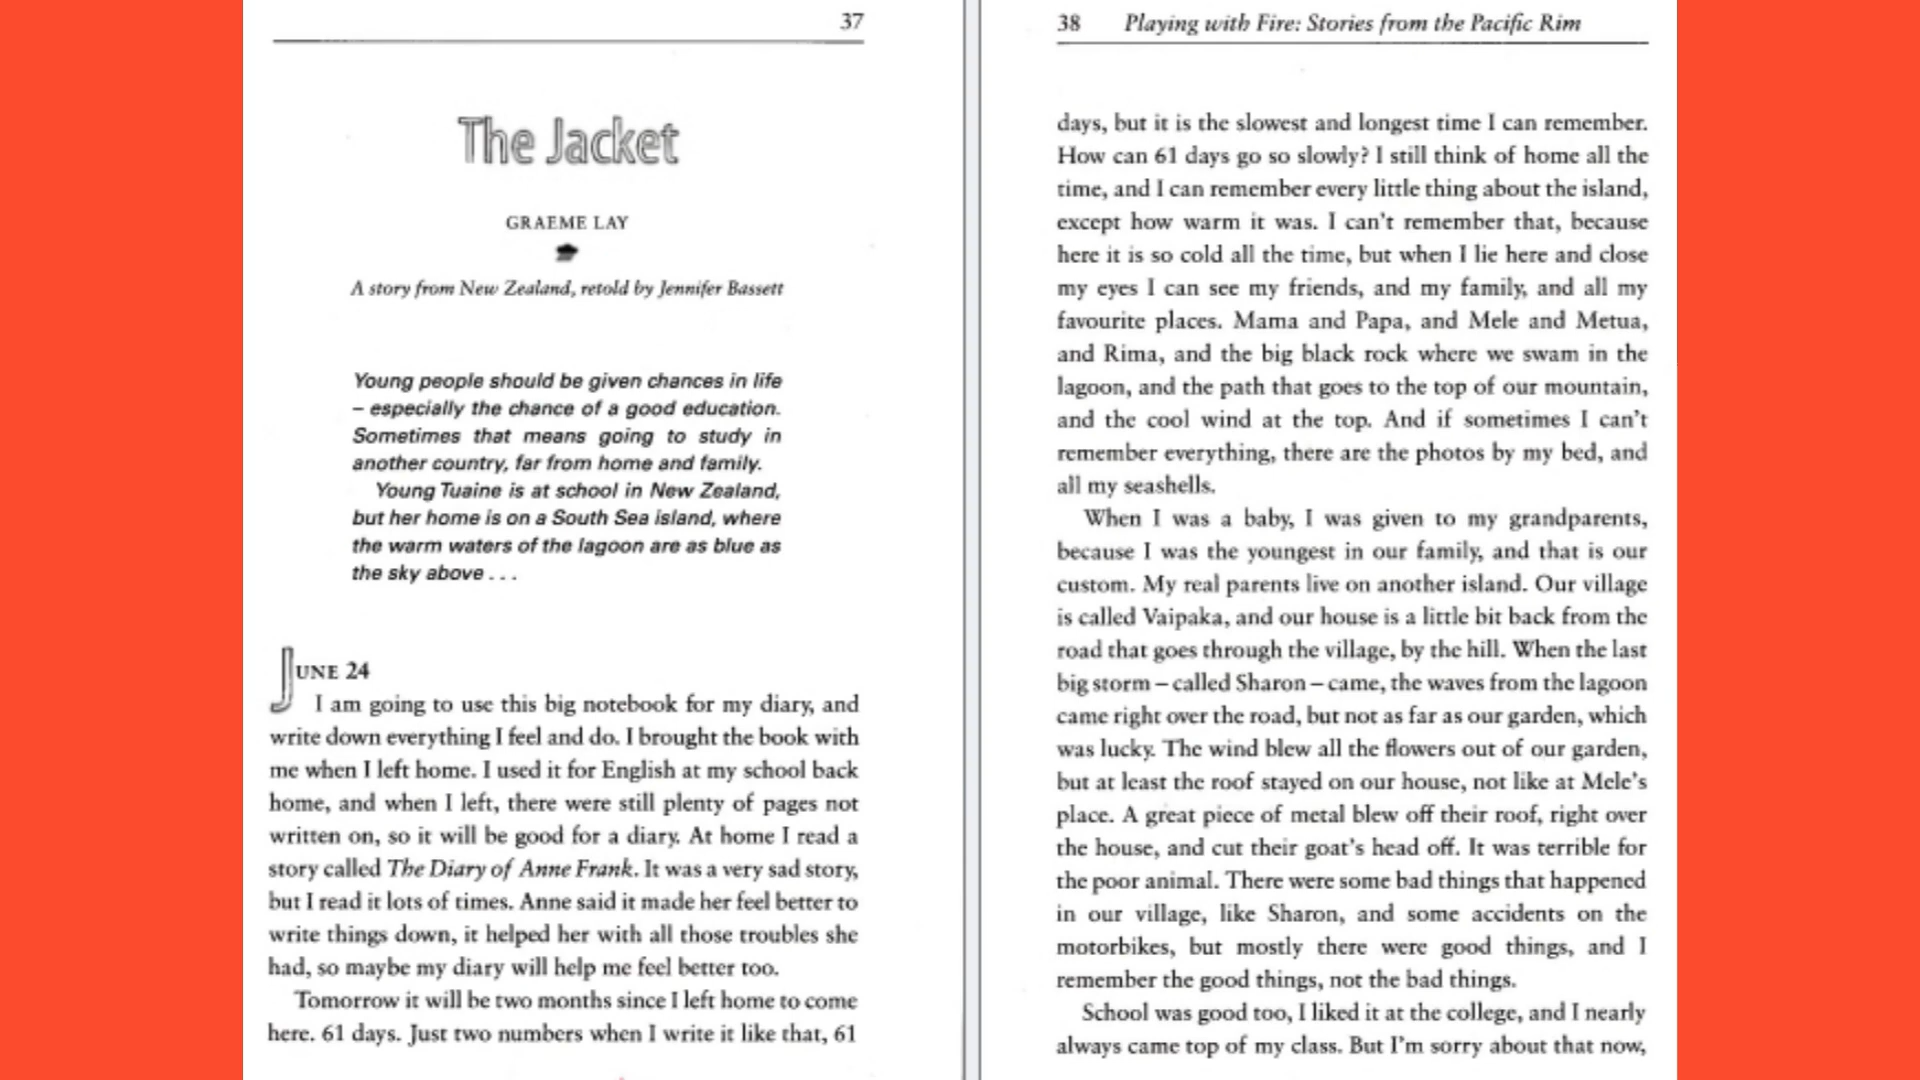 37
The Jacket
GRAEME LAY
A story from New Zealand, retold by Jennifer Bassett
Young people should be given chances in life
– especially the chance of a good education.
Sometimes that means going to study in
another country, far from home and family.
Young Tuaine is at school in New Zealand,
but her home is on a South Sea island, where
the warm waters of the lagoon are as blue as
the sky above . . .
JUNE 24
I am going to use this big notebook for my diary, and
write down everything I feel and do. I brought the book with
me when I left home. I used it for English at my school back
home, and when I left, there were still plenty of pages not
written on, so it will be good for a diary. At home I read a
story called The Diary of Anne Frank. It was a very sad story,
but I read it lots of times. Anne said it made her feel better to
write things down, it helped her with all those troubles she
had, so maybe my diary will help me feel better too.
Tomorrow it will be two months since I left home to come
here. 61 days. Just two numbers when I write it like that, 61
38 Playing with Fire: Stories from the Pacific Rim
days, but it is the slowest and longest time I can remember.
How can 61 days go so slowly? I still think of home all the
time, and I can remember every little thing about the island,
except how warm it was. I can't remember that, because
here it is so cold all the time, but when I lie here and close
my eyes I can see my friends, and my family, and all my
favourite places. Mama and Papa, and Mele and Metua,
and Rima, and the big black rock where we swam in the
lagoon, and the path that goes to the top of our mountain,
and the cool wind at the top. And if sometimes I can't
remember everything, there are the photos by my bed, and
all my seashells.
When I was a baby, I was given to my grandparents,
because I was the youngest in our family, and that is our
custom. My real parents live on another island. Our village
is called Vaipaka, and our house is a little bit back from the
road that goes through the village, by the hill. When the last
big storm – called Sharon – came, the waves from the lagoon
came right over the road, but not as far as our garden, which
was lucky. The wind blew all the flowers out of our garden,
but at least the roof stayed on our house, not like at Mele's
place. A great piece of metal blew off their roof, right over
the house, and cut their goat's head off. It was terrible for
the poor animal. There were some bad things that happened
in our village, like Sharon, and some accidents on the
motorbikes, but mostly there were good things, and I
remember the good things, not the bad things.
School was good too, I liked it at the college, and I nearly
always came top of my class. But I'm sorry about that now,